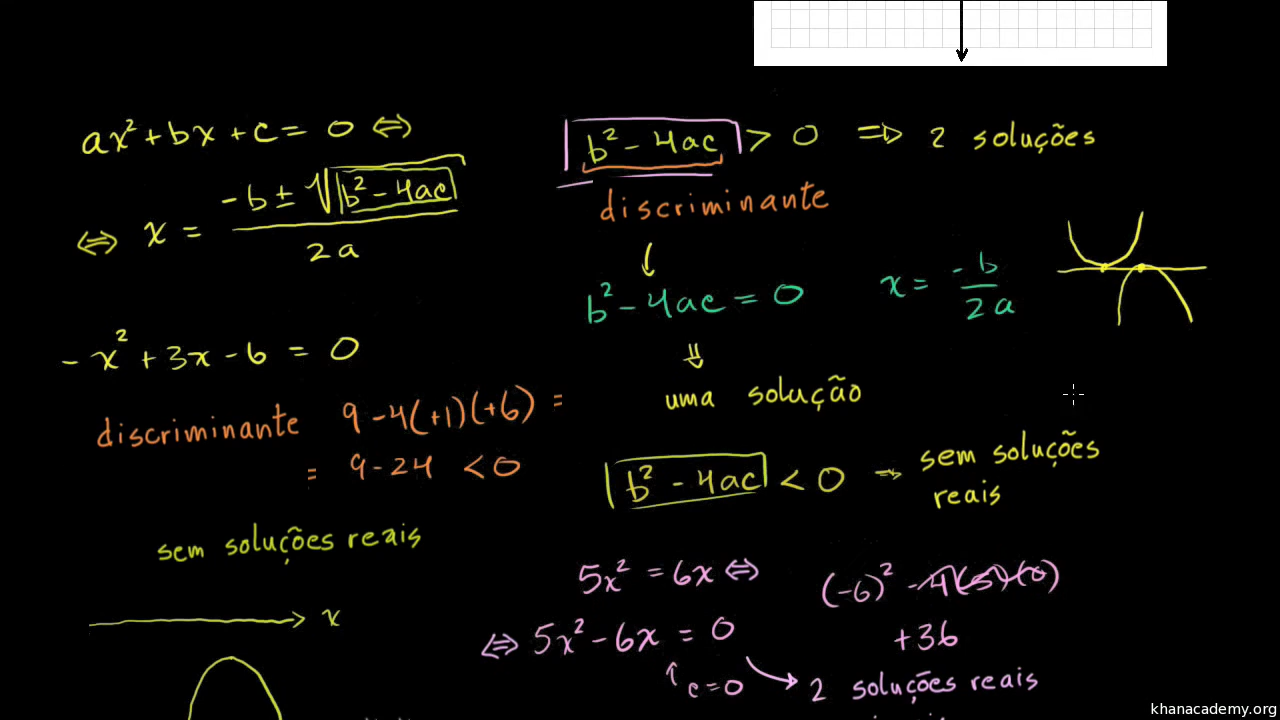 ax² + bx + c = 0 ⇔
⇔ x = (-b ± √(b² - 4ac)) / 2a
- x² + 3x - 6 = 0
discriminante 9 - 4(+1)(+6) =
= 9 - 24 < 0
sem soluções reais
x
b² - 4ac > 0 ⇒ 2 soluções
discriminante
b² - 4ac = 0 x = -b / 2a
⇓
uma solução
b² - 4ac < 0 → sem soluções
reais
5x² = 6x ⇔ (-6)² - 4(5)(0)
⇔ 5x² - 6x = 0 +36
↑ c = 0 → 2 soluções reais
khanacademy.org